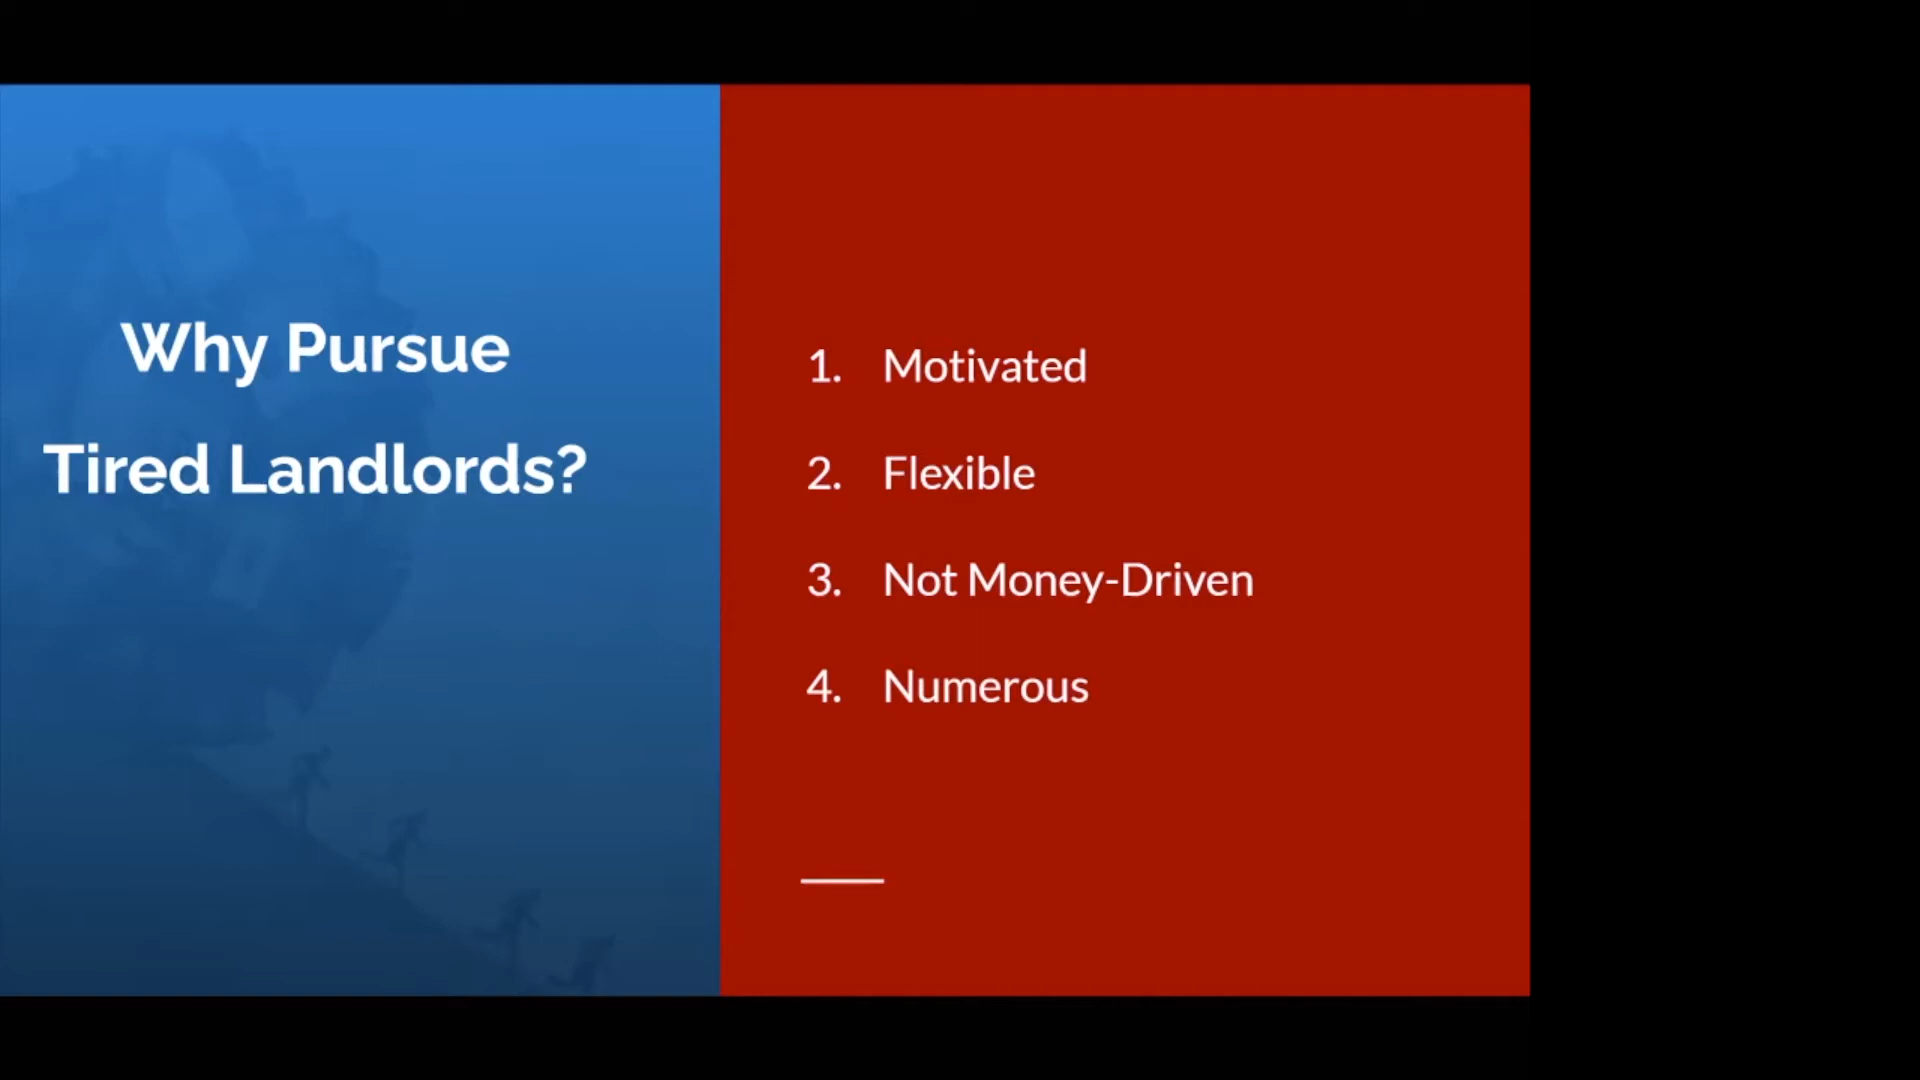 Why Pursue
Tired Landlords?
1. Motivated
2. Flexible
3. Not Money-Driven
4. Numerous